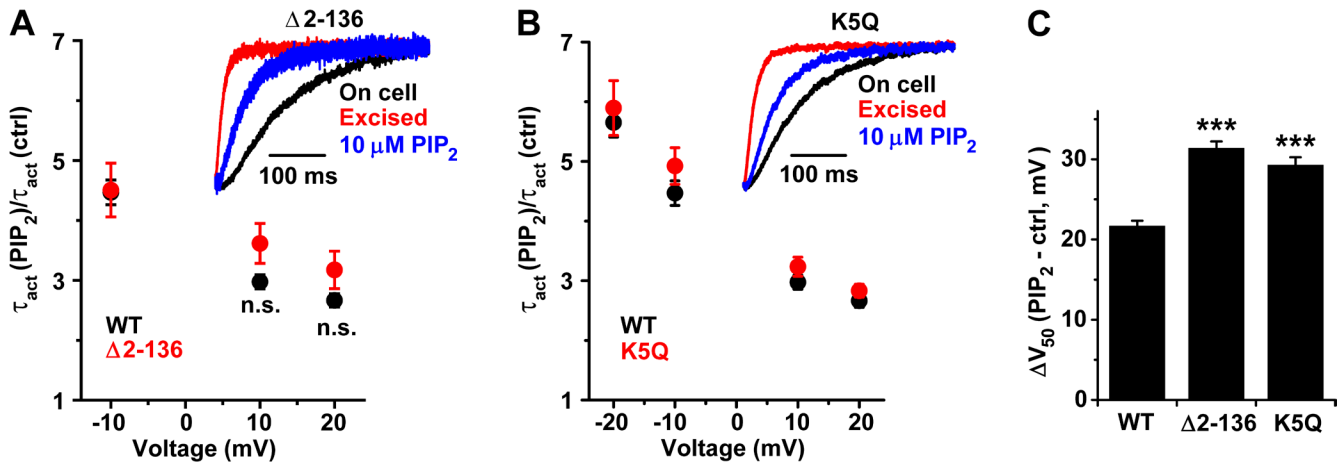 A
Δ2-136
7
5
3
1
τact (PIP2)/τact (ctrl)
On cell
Excised
10 μM PIP2
100 ms
n.s.
n.s.
WT
Δ2-136
-10 0 10 20
Voltage (mV)
B
K5Q
7
5
3
1
τact (PIP2)/τact (ctrl)
On cell
Excised
10 μM PIP2
100 ms
WT
K5Q
-20 -10 0 10 20
Voltage (mV)
C
ΔV50 (PIP2 - ctrl, mV)
30
20
10
0
***
***
WT Δ2-136 K5Q